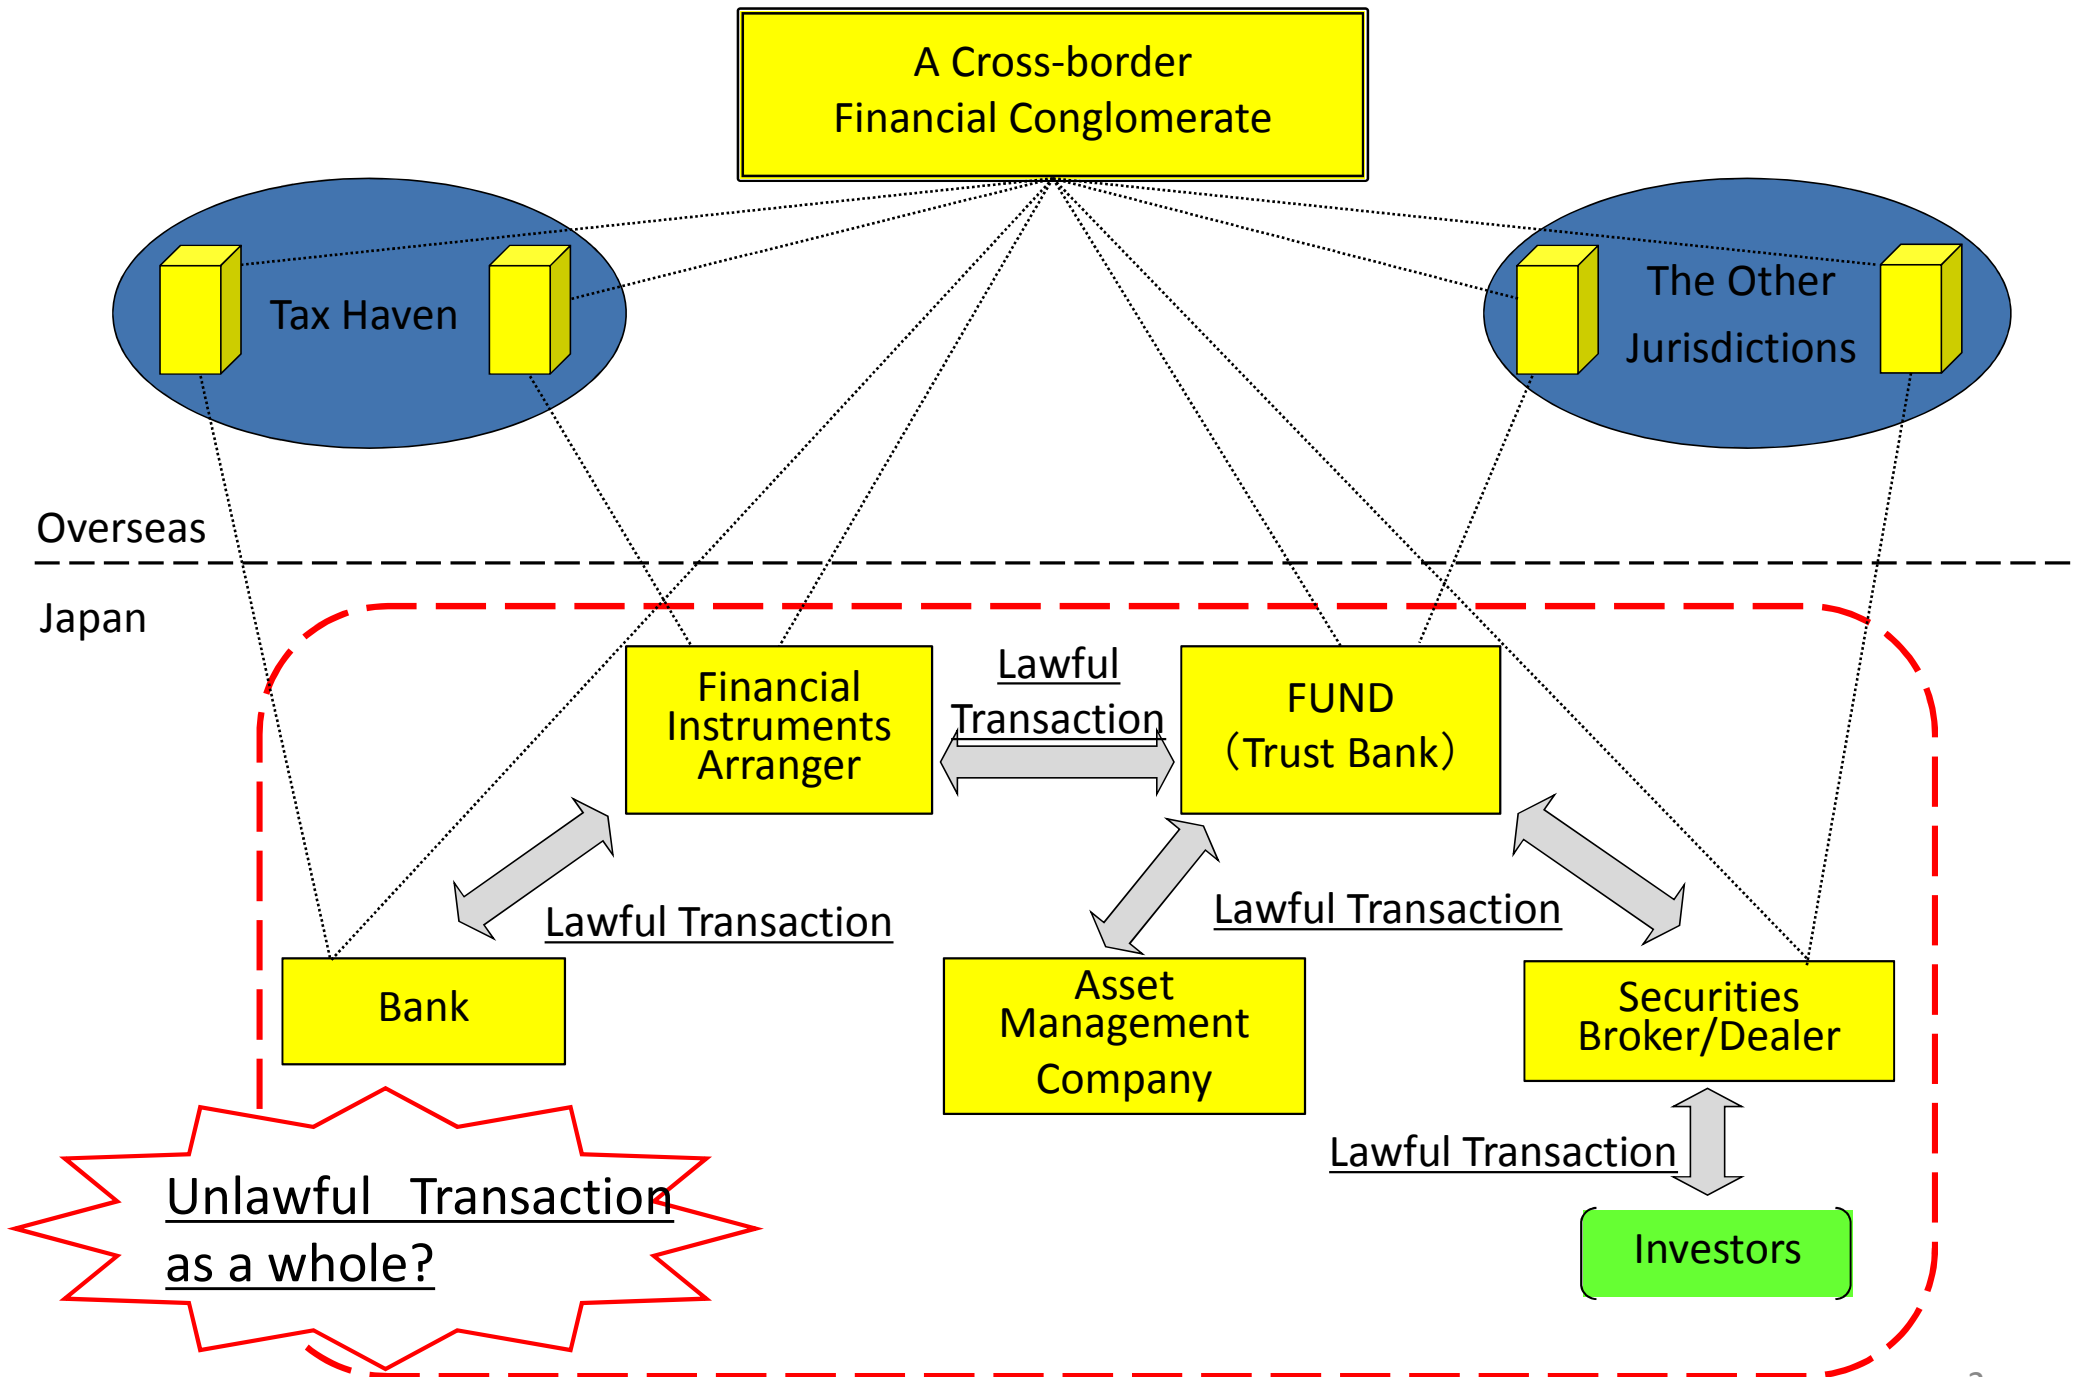 A Cross-border
Financial Conglomerate
Tax Haven
The Other
Jurisdictions
Overseas
Japan
Financial
Instruments
Arranger
Lawful
Transaction
FUND
（Trust Bank）
Lawful Transaction
Lawful Transaction
Bank
Asset
Management
Company
Securities
Broker/Dealer
Lawful Transaction
Unlawful Transaction
as a whole?
Investors